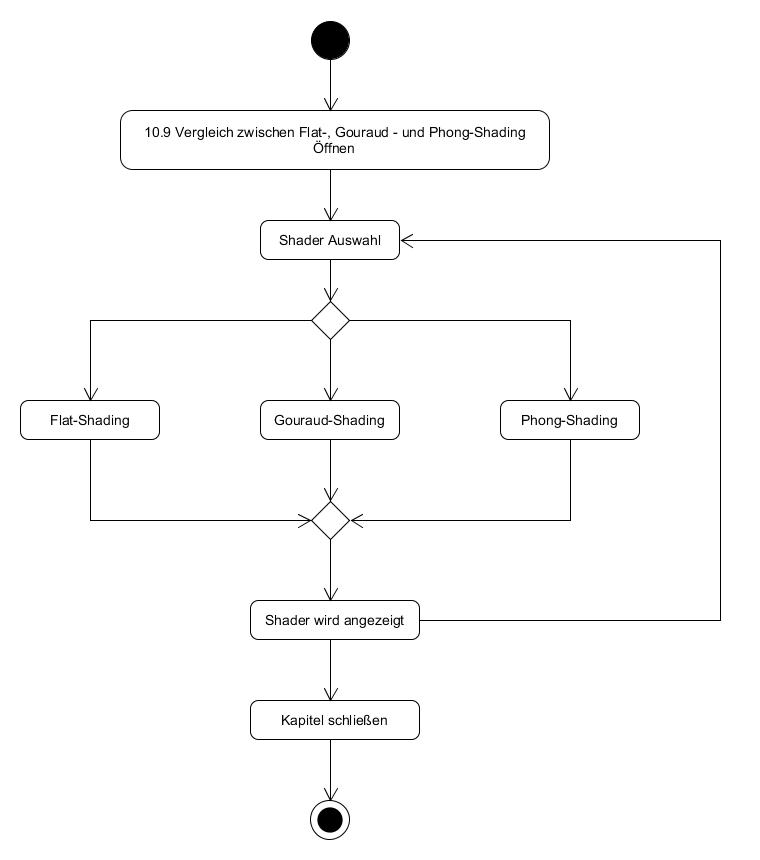 10.9 Vergleich zwischen Flat-, Gouraud - und Phong-Shading
Öffnen
Shader Auswahl
Flat-Shading
Gouraud-Shading
Phong-Shading
Shader wird angezeigt
Kapitel schließen